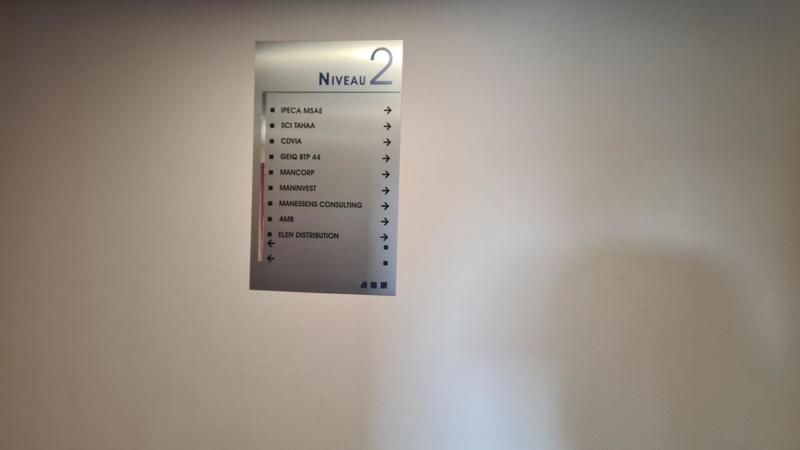 NIVEAU 2
IPECA MSAE →
SCI TAHAA →
CDVIA →
GEIQ BTP 44 →
MANCORP →
MANINVEST →
MANESSENS CONSULTING →
AMB →
ELEN DISTRIBUTION →
←
←